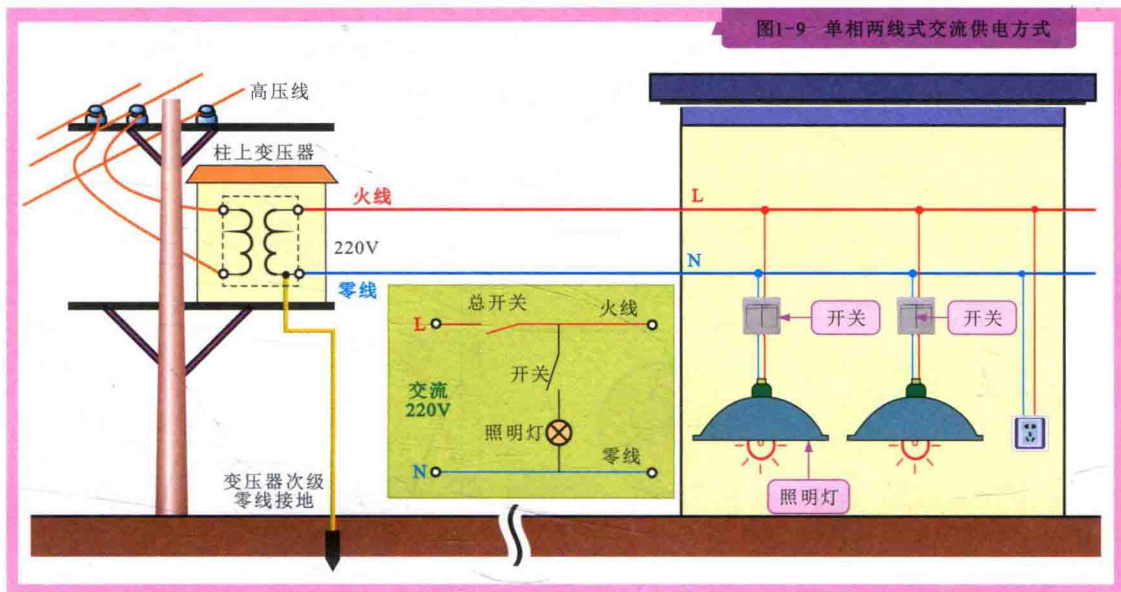 图1-9 单相两线式交流供电方式
高压线
柱上变压器
火线
L
220V
N
零线
总开关
火线
L
开关
开关
开关
交流
220V
照明灯
零线
N
变压器次级
零线接地
照明灯